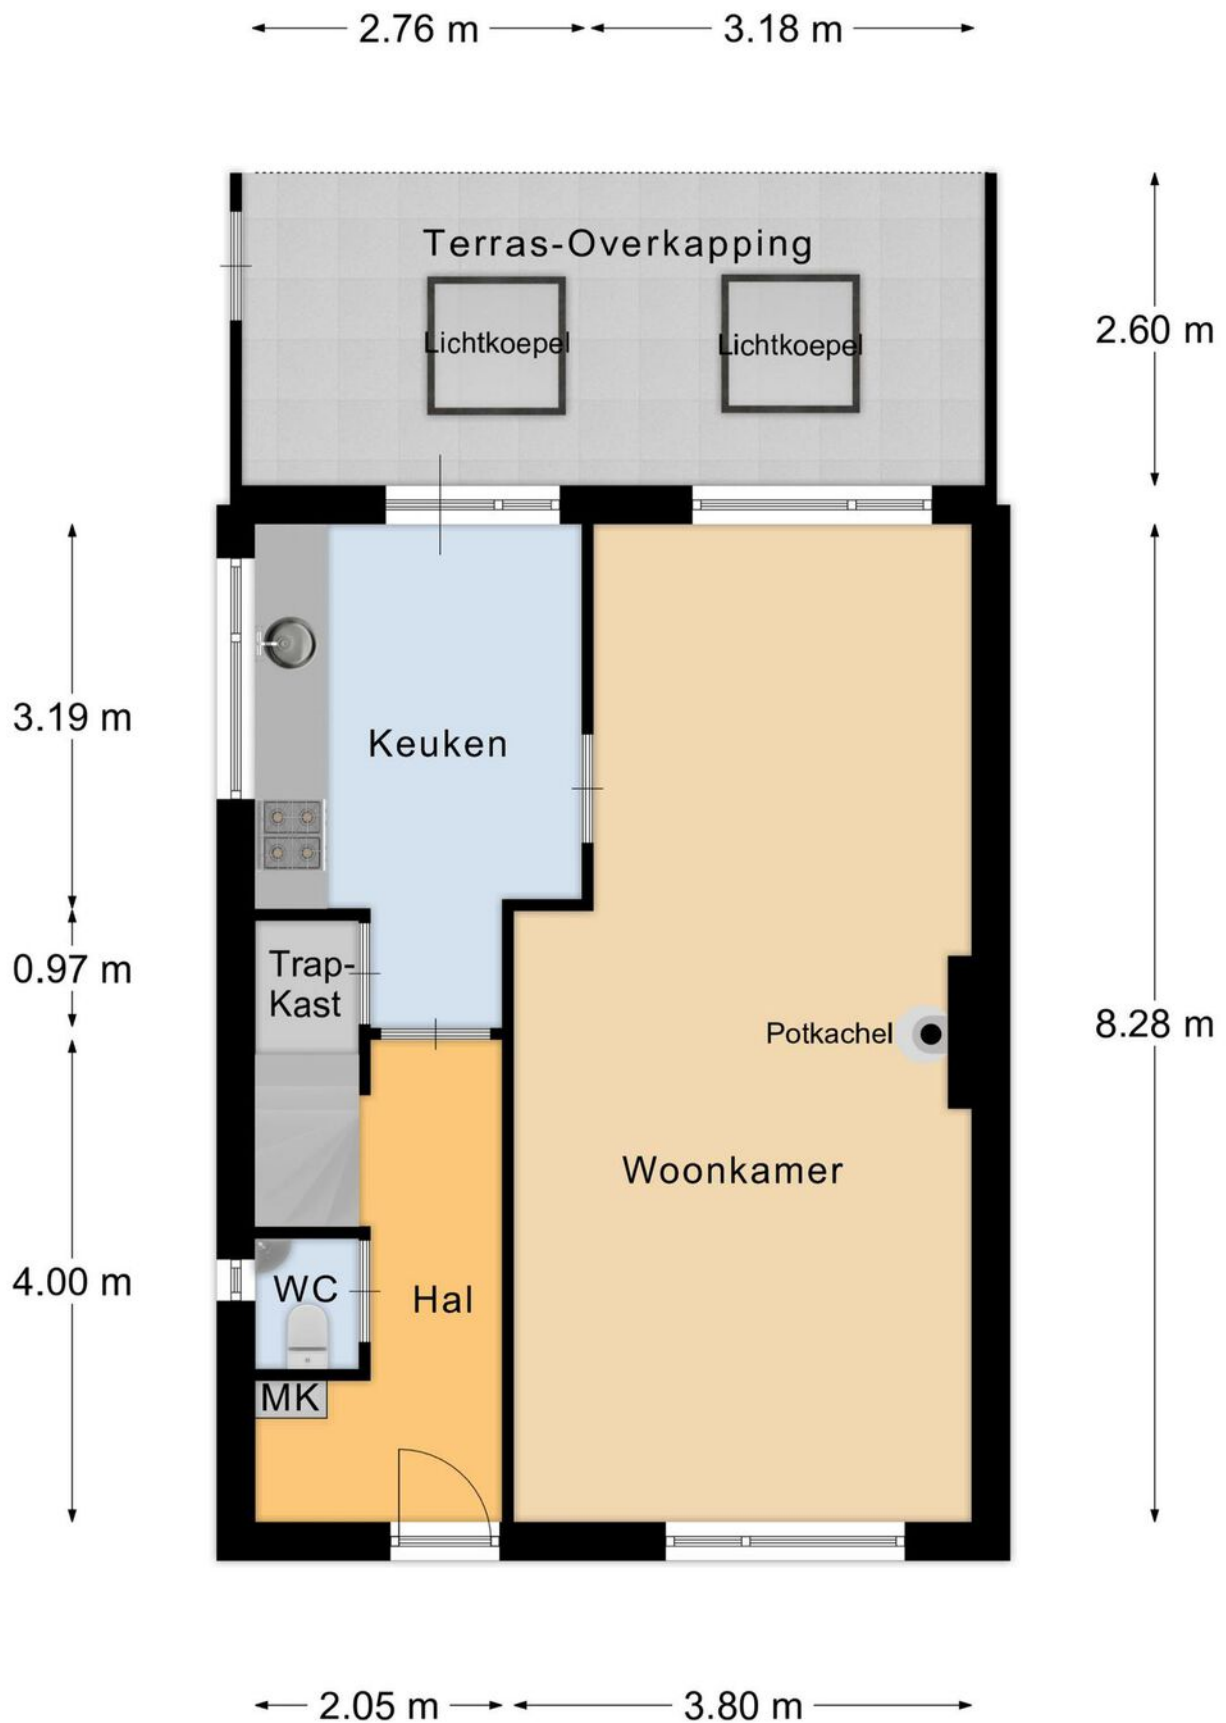 2.76 m 3.18 m
Terras-Overkapping
2.60 m
Lichtkoepel Lichtkoepel
3.19 m
Keuken
Trap-
Kast
0.97 m
Potkachel
8.28 m
Woonkamer
4.00 m
WC
Hal
MK
2.05 m 3.80 m